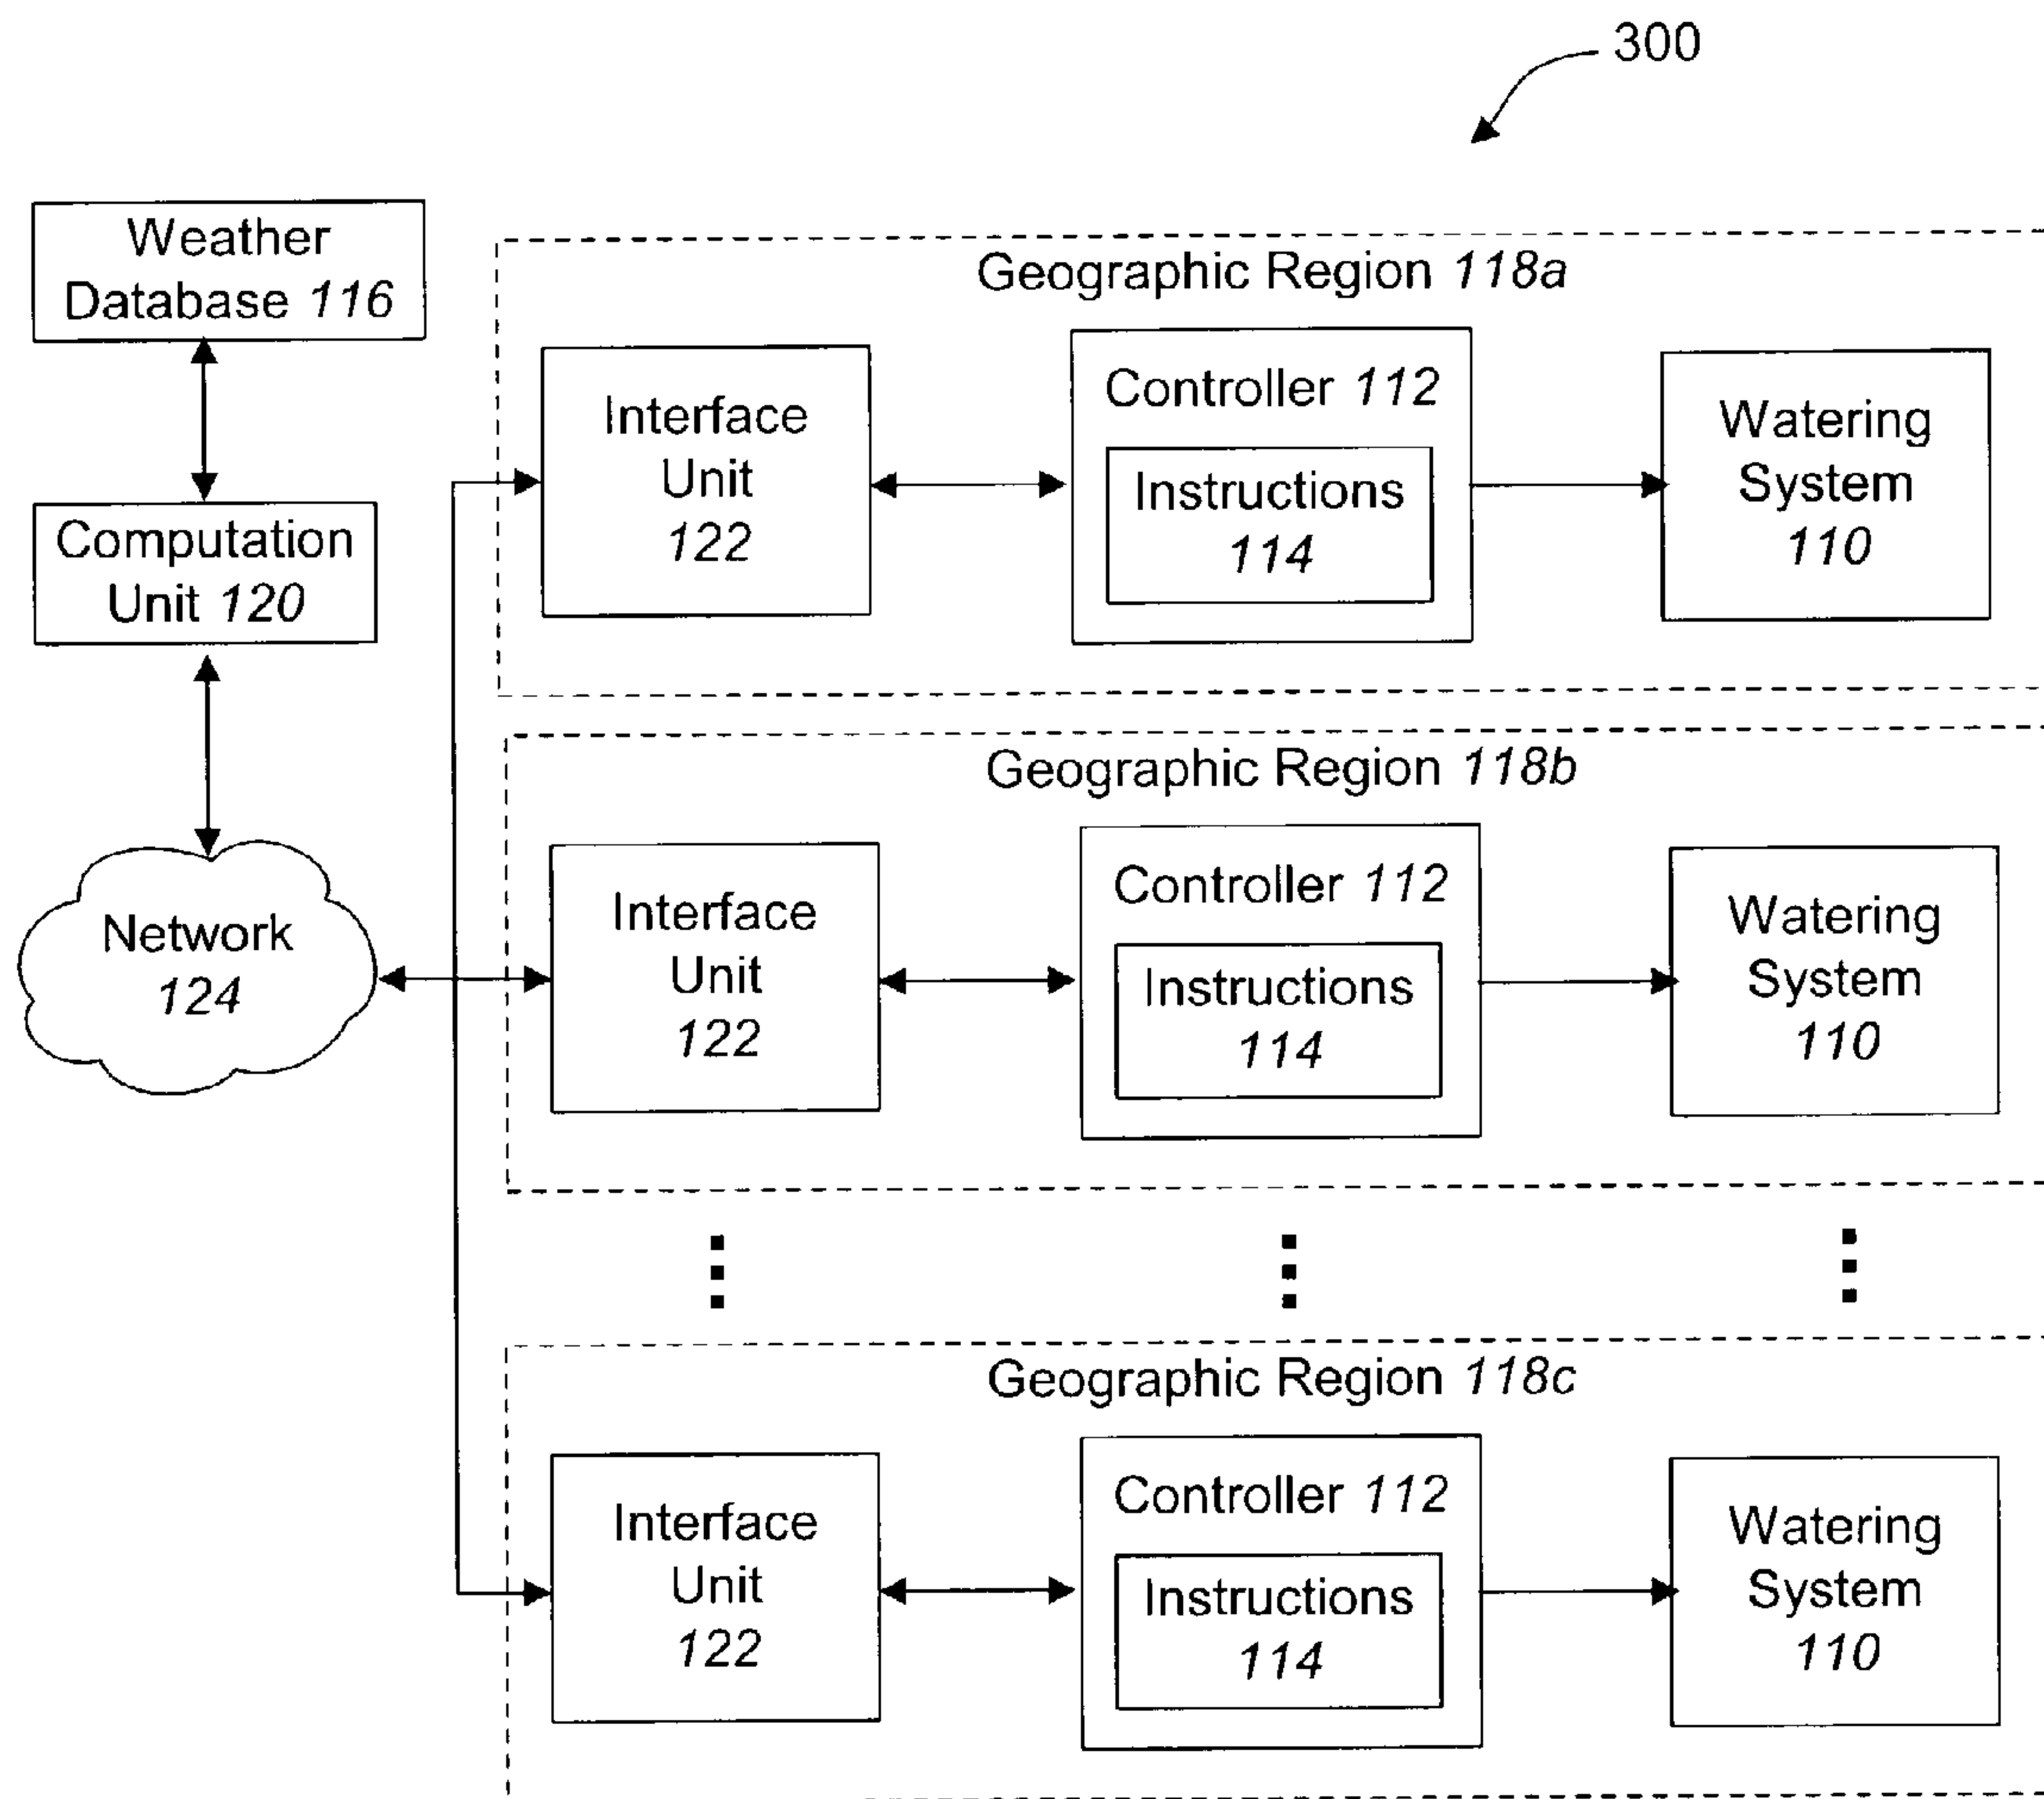 300
Weather
Database 116
Computation
Unit 120
Network
124
Geographic Region 118a
Interface
Unit
122
Controller 112
Instructions
114
Watering
System
110
Geographic Region 118b
Interface
Unit
122
Controller 112
Instructions
114
Watering
System
110
Geographic Region 118c
Interface
Unit
122
Controller 112
Instructions
114
Watering
System
110